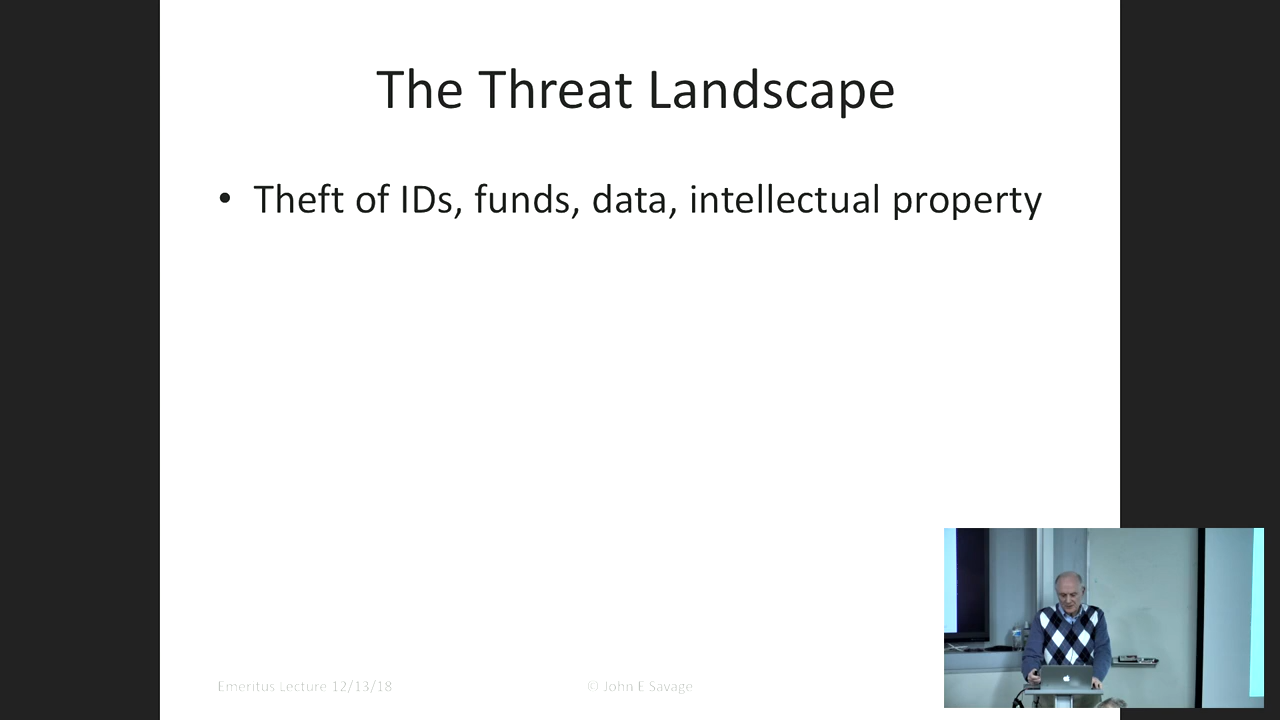 The Threat Landscape
• Theft of IDs, funds, data, intellectual property
Emeritus Lecture 12/13/18
© John E Savage